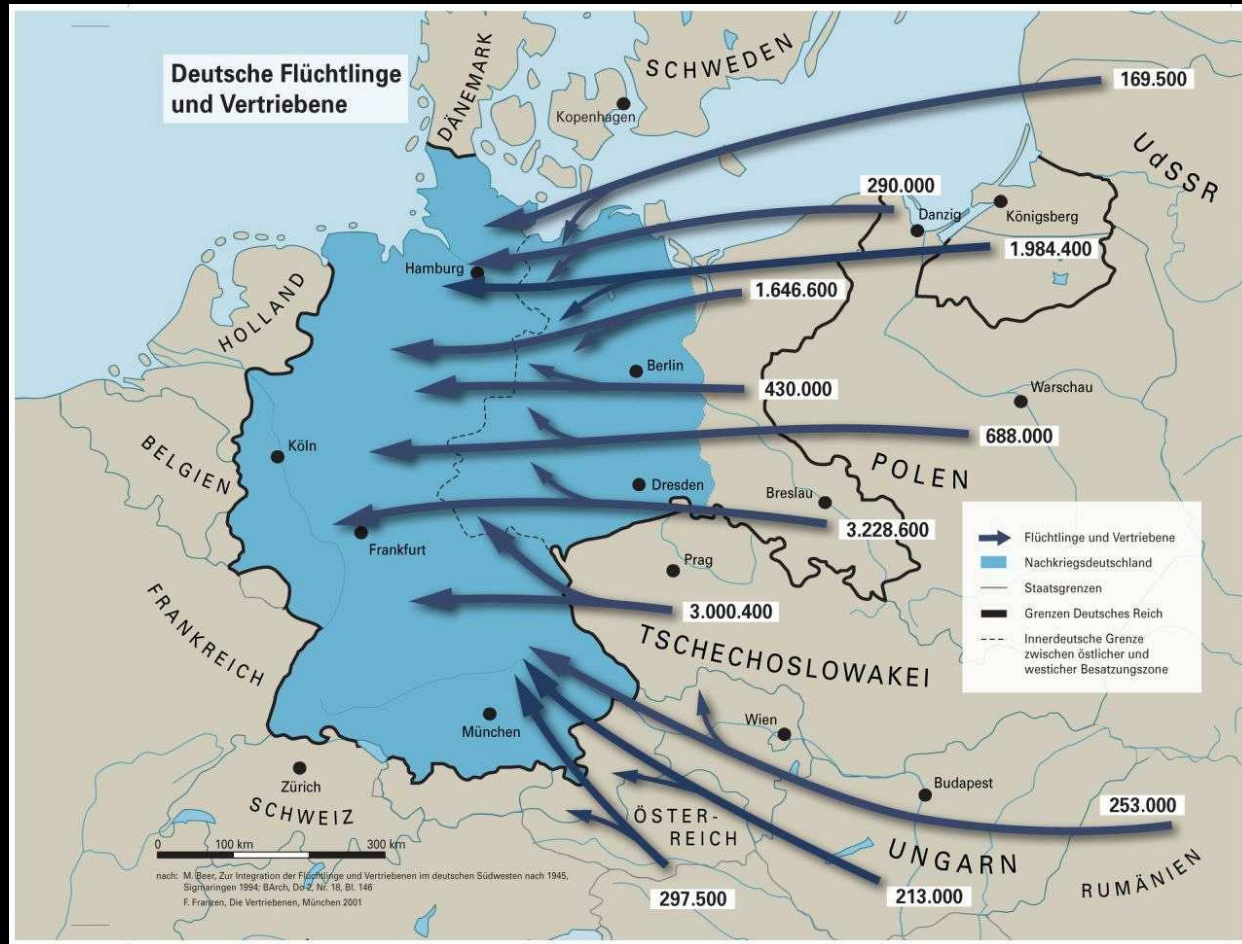 Deutsche Flüchtlinge
und Vertriebene
DÄNEMARK
SCHWEDEN
Kopenhagen
169.500
UdSSR
290.000
Danzig
Königsberg
1.984.400
Hamburg
1.646.600
HOLLAND
Berlin
430.000
Warschau
688.000
BELGIEN
Köln
POLEN
Dresden
Breslau
3.228.600
Frankfurt
Prag
FRANKREICH
3.000.400
TSCHECHOSLOWAKEI
Flüchtlinge und Vertriebene
Nachkriegsdeutschland
Staatsgrenzen
Grenzen Deutsches Reich
Innerdeutsche Grenze
zwischen östlicher und
westicher Besatzungszone
München
Wien
Zürich
SCHWEIZ
Budapest
ÖSTER-
REICH
253.000
UNGARN
RUMÄNIEN
0 100 km 300 km
297.500
213.000
nach: M. Beer, Zur Integration der Flüchtlinge und Vertriebenen im deutschen Südwesten nach 1945,
Sigmaringen 1994; BArch, Do 2, Nr. 18, Bl. 146
F. Franzen, Die Vertriebenen, München 2001